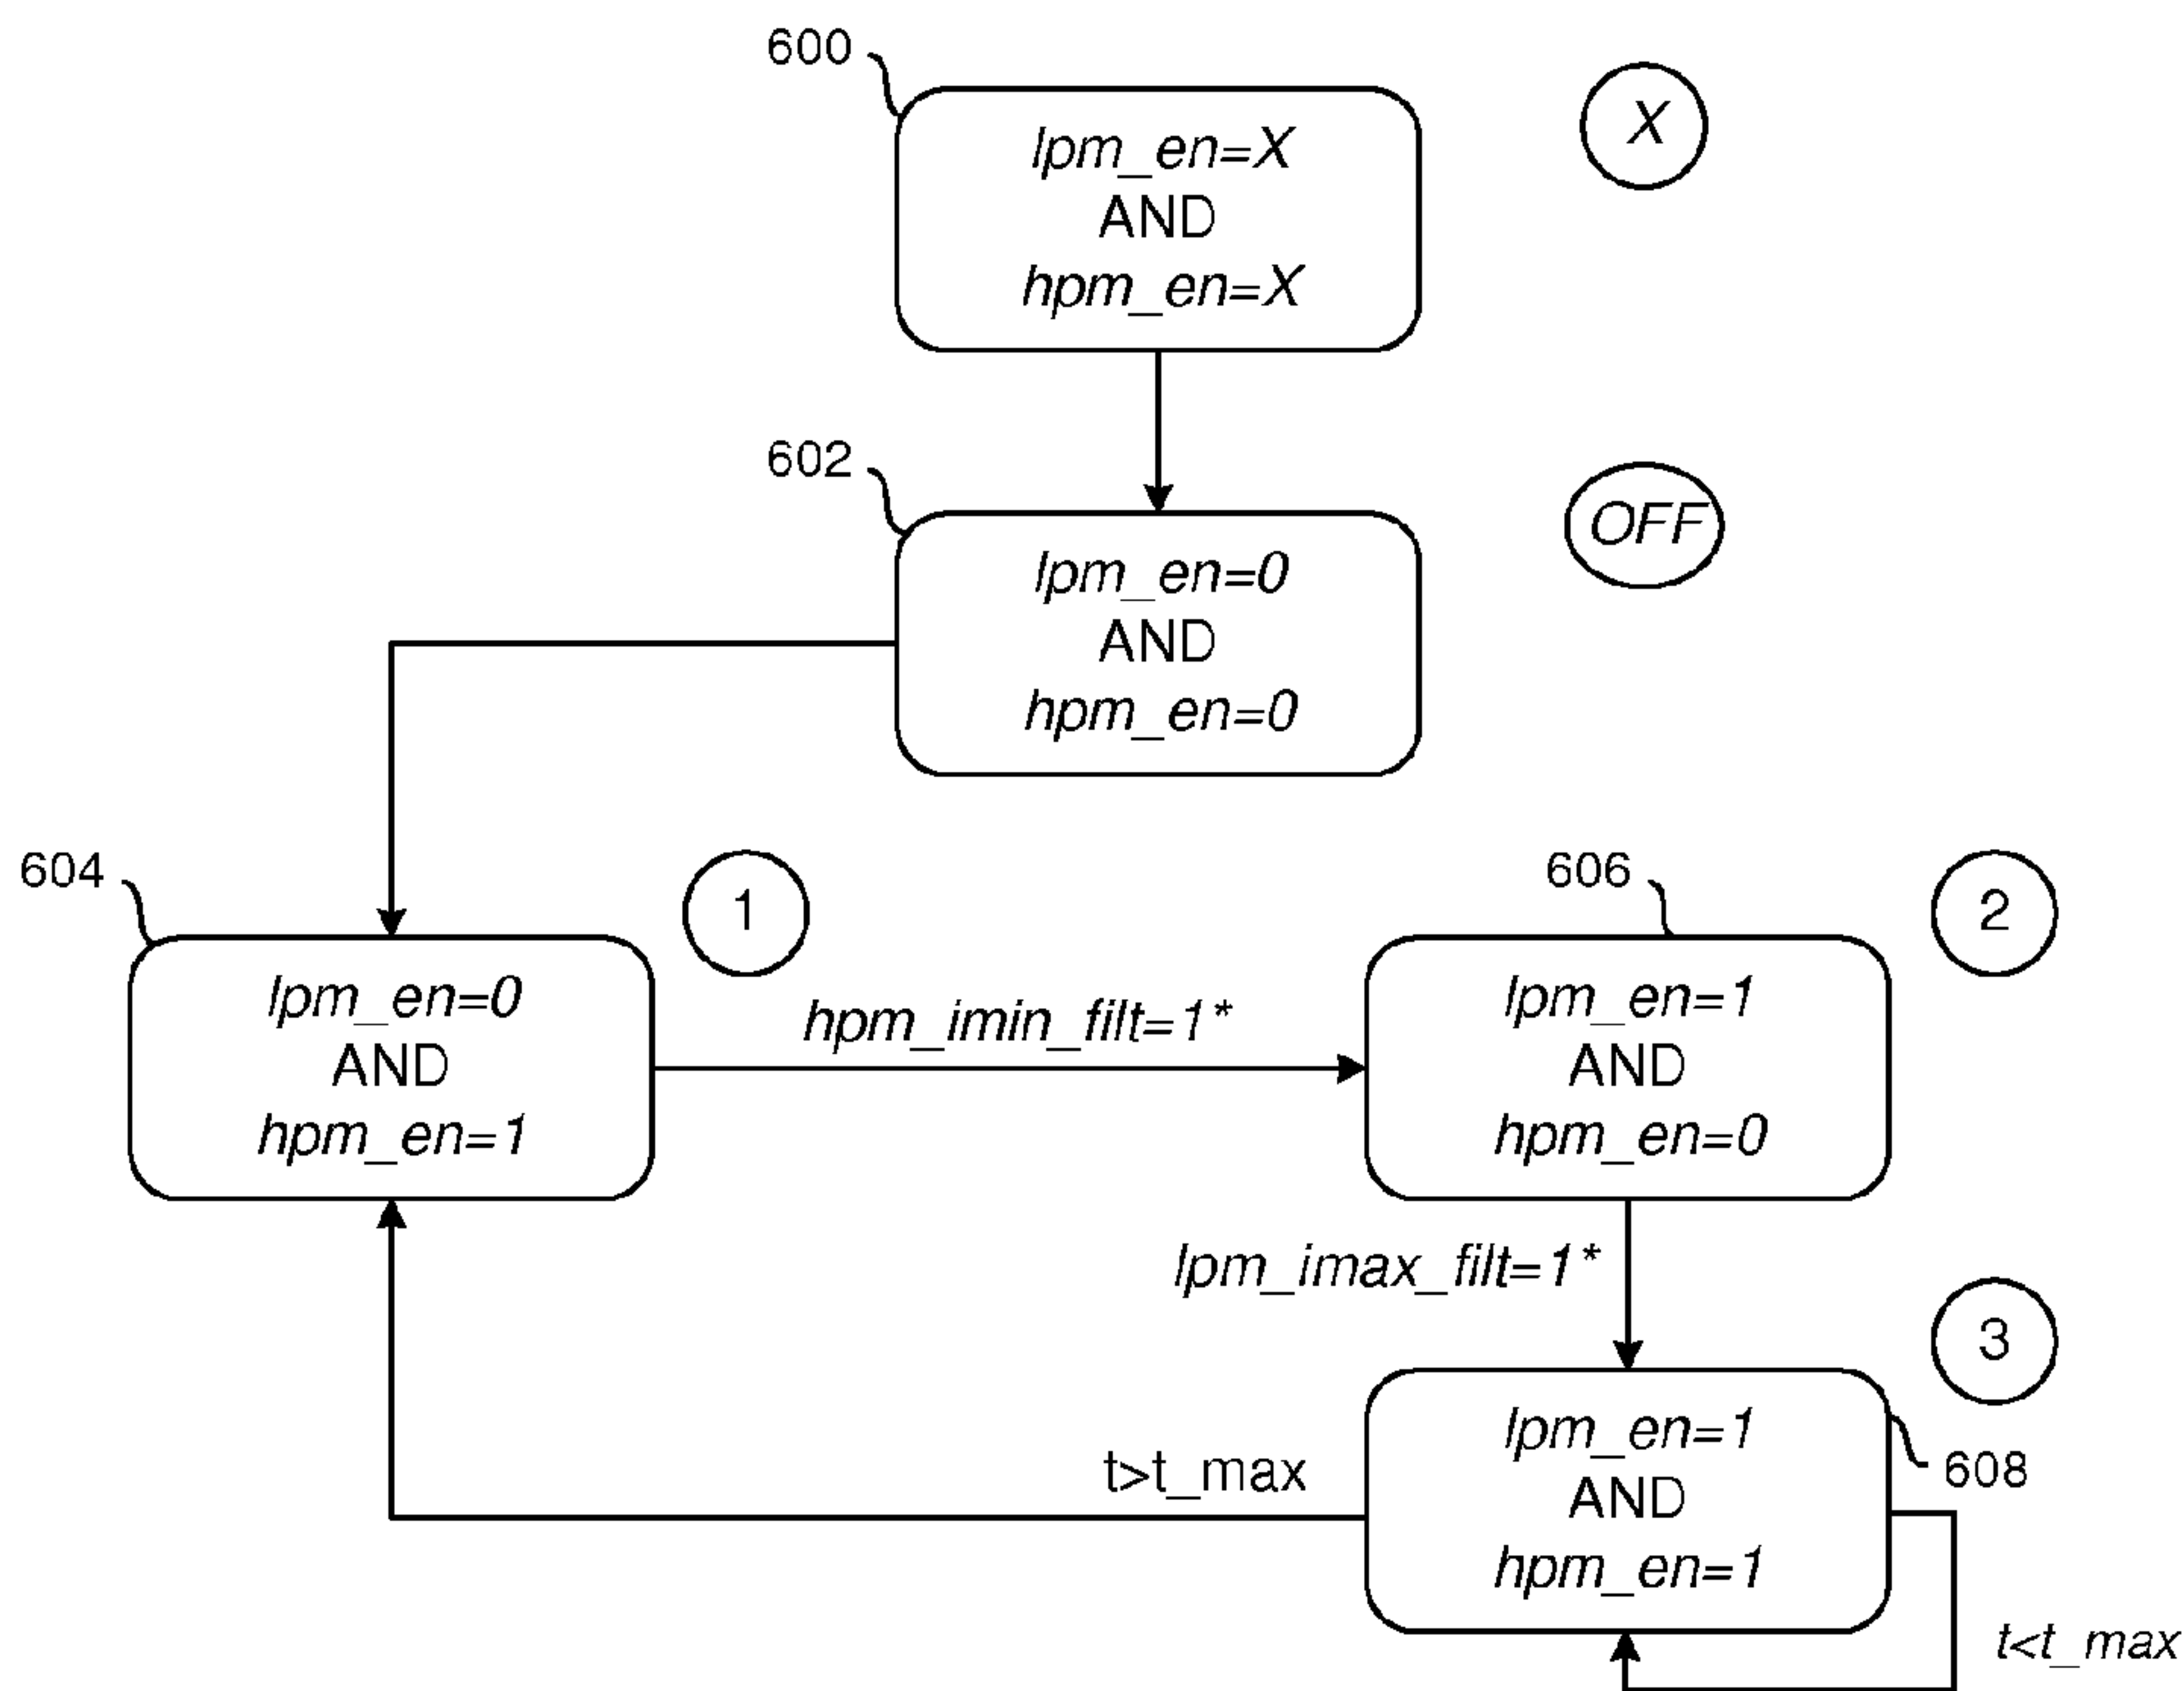 600
X
lpm_en=X
AND
hpm_en=X
602
OFF
lpm_en=0
AND
hpm_en=0
604
1
606
2
lpm_en=0
AND
hpm_en=1
hpm_imin_filt=1*
lpm_en=1
AND
hpm_en=0
lpm_imax_filt=1*
3
t>t_max
lpm_en=1
AND
hpm_en=1
608
t<t_max